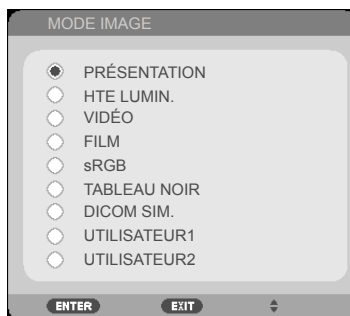 MODE IMAGE
PRÉSENTATION
HTE LUMIN.
VIDÉO
FILM
sRGB
TABLEAU NOIR
DICOM SIM.
UTILISATEUR1
UTILISATEUR2
ENTER EXIT